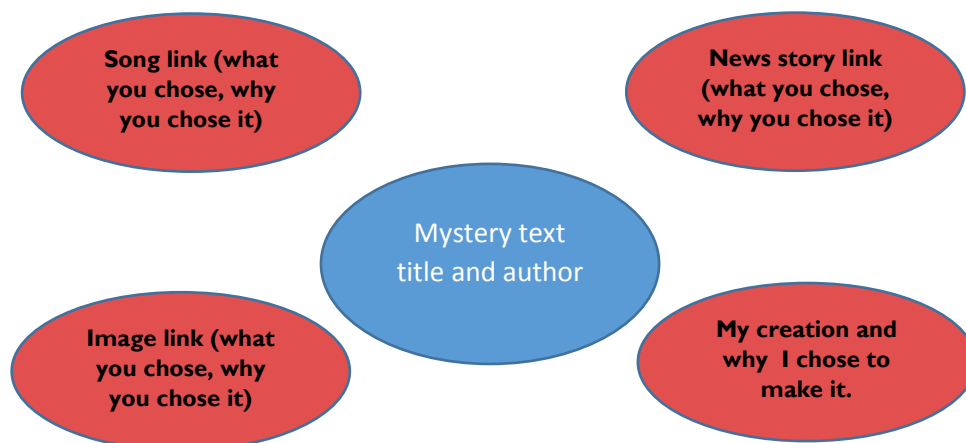 Song link (what
you chose, why
you chose it)
News story link
(what you chose,
why you chose it)
Mystery text
title and author
Image link (what
you chose, why
you chose it)
My creation and
why I chose to
make it.